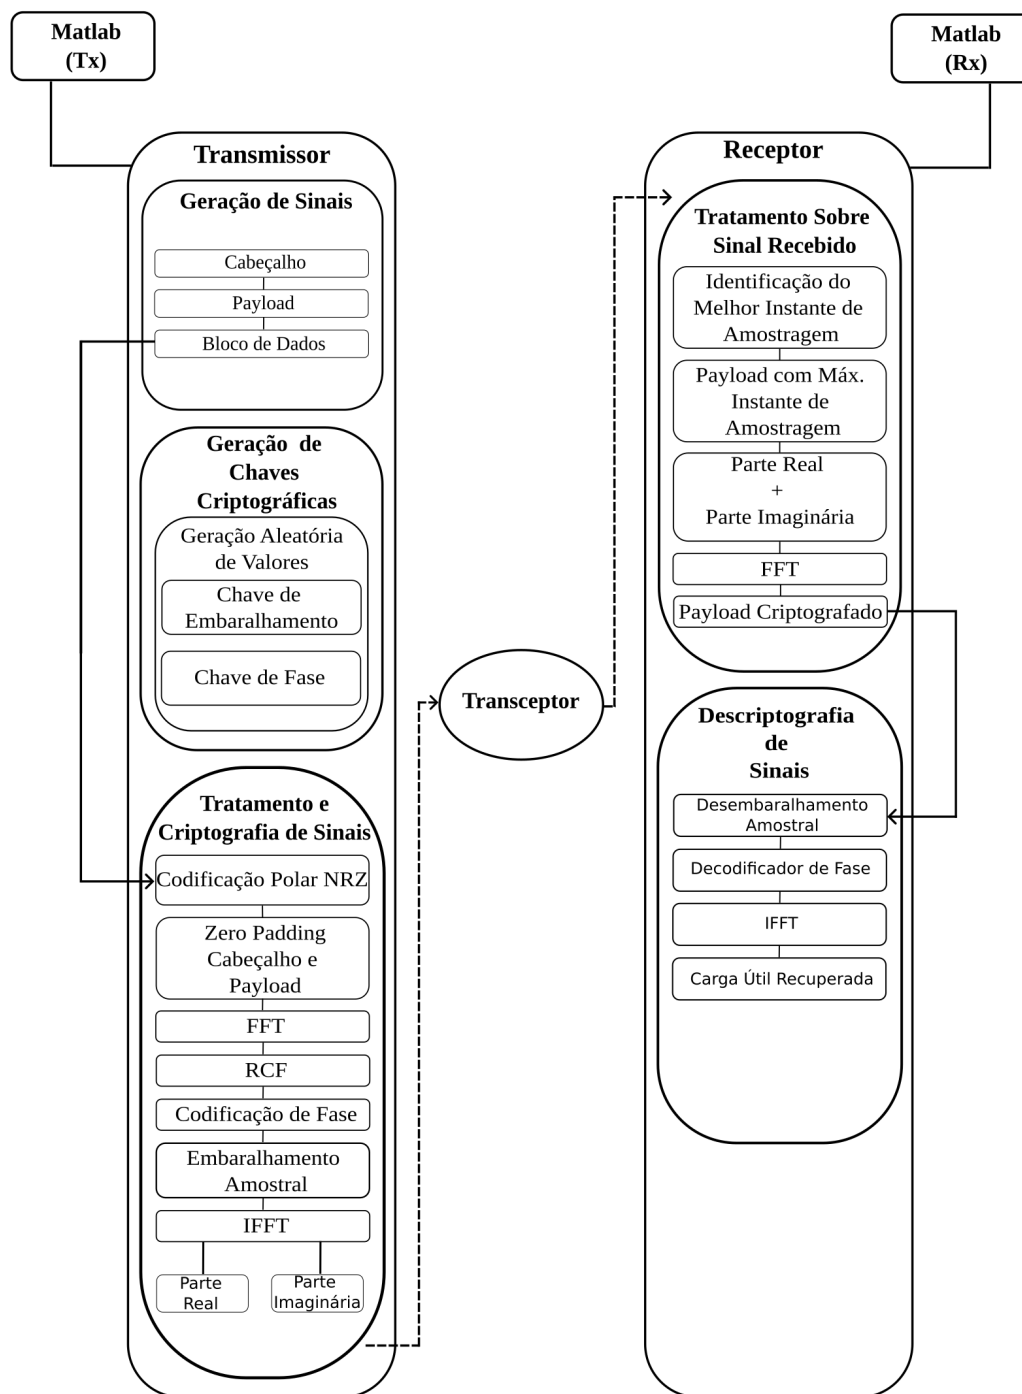 Matlab
(Tx)
Transmissor
Geração de Sinais
Cabeçalho
Payload
Bloco de Dados
Geração de
Chaves
Criptográficas
Geração Aleatória
de Valores
Chave de
Embaralhamento
Chave de Fase
Tratamento e
Criptografia de Sinais
Codificação Polar NRZ
Zero Padding
Cabeçalho e
Payload
FFT
RCF
Codificação de Fase
Embaralhamento
Amostral
IFFT
Parte
Real
Parte
Imaginária
Transceptor
Matlab
(Rx)
Receptor
Tratamento Sobre
Sinal Recebido
Identificação do
Melhor Instante de
Amostragem
Payload com Máx.
Instante de
Amostragem
Parte Real
+
Parte Imaginária
FFT
Payload Criptografado
Descriptografia
de
Sinais
Desembaralhamento
Amostral
Decodificador de Fase
IFFT
Carga Útil Recuperada